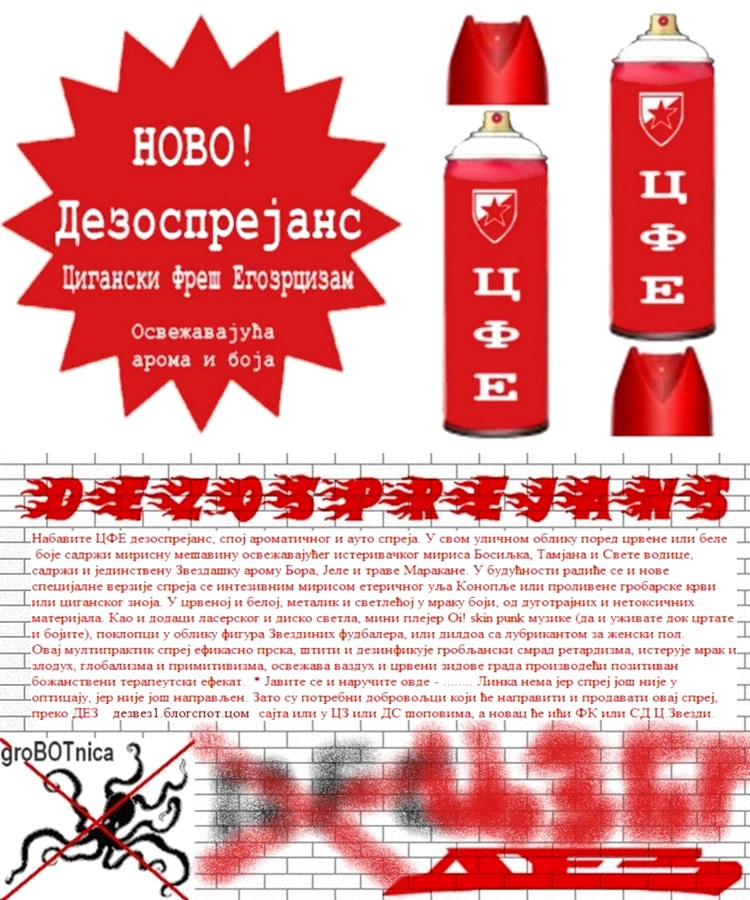 НОВО!
Дезоспрејанс
Цигански Фреш Егозрцизам
Освежавајућа
арома и боја
ЦФЕ
ЦФЕ
DEZOSPREJANS
Набавите ЦФЕ дезоспрејанс, спој ароматичног и ауто спреја. У свом уличном облику поред црвене или беле
боје садржи мирисну мешавину освежавајућег истеривачког мириса Босиљка, Тамјана и Свете водице,
садржи и јединствену Звездашку арому Бора, Јеле и траве Маракане. У будућности радиће се и нове
специјалне верзије спреја се интезивним мирисом етеричног уља Конопље или проливене гробарске крви
или циганског зноја. У црвеној и белој, металик и светлећој у мраку боји, од дуготрајних и нетоксичних
материјала. Као и додаци ласерског и диско светла, мини плејер Oi! skin punk музике (да и уживате док цртате
и бојите), поклопци у облику фигура Звездиних фудбалера, или дилдоа са лубрикантом за женски пол.
Овај мултипрактик спреј ефикасно прска, штити и дезинфикује гробљански смрад ретардизма, истерује мрак и
злодух, глобализма и примитивизма, освежава ваздух и црвени зидове града производећи позитиван
божанствени терапеутски ефекат. * Јавите се и наручите овде - ........ Линка нема јер спреј још није у
оптицају, јер није још направљен. Зато су потребни добровољци који ће направити и продавати овај спреј,
преко ДЕЗ дезвез1.блогспот.цом сајта или у ЦЗ или ДС шоповима, а новац ће ићи ФК или СД Ц Звезди.
groBOTnica
ДЕЗ